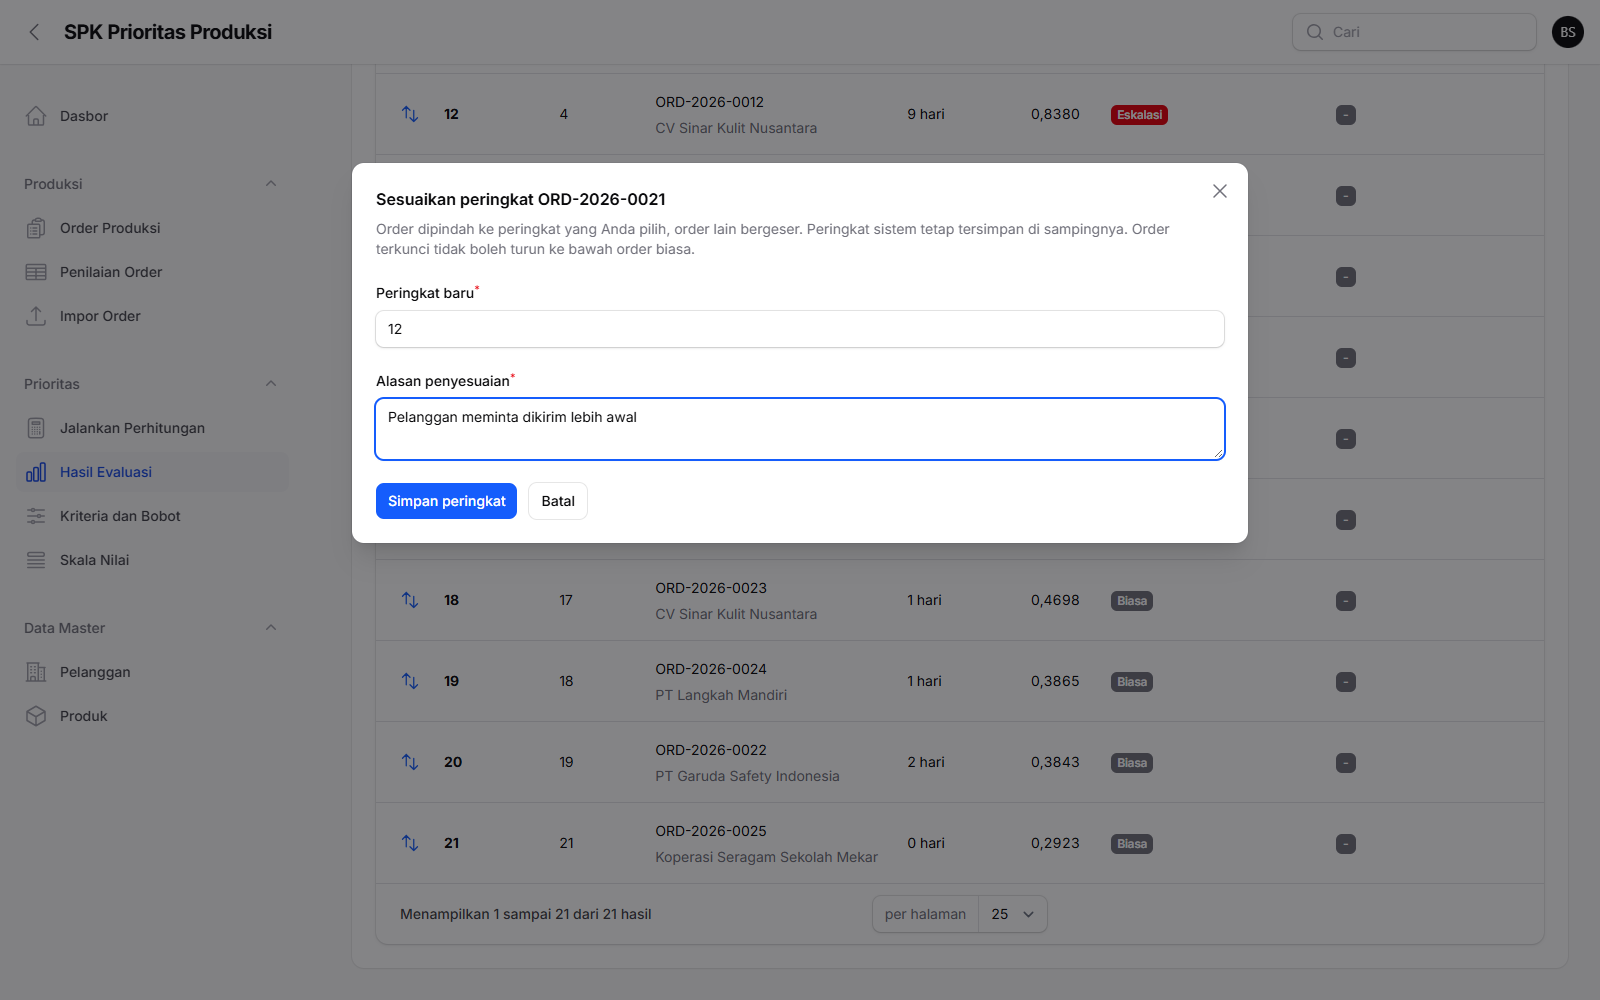 SPK Prioritas Produksi
Cari
BS
Dasbor
Produksi
Order Produksi
Penilaian Order
Impor Order
Prioritas
Jalankan Perhitungan
Hasil Evaluasi
Kriteria dan Bobot
Skala Nilai
Data Master
Pelanggan
Produk
12 4 ORD-2026-0012 9 hari 0,8380 Eskalasi -
CV Sinar Kulit Nusantara
-
-
-
-
-
Sesuaikan peringkat ORD-2026-0021
Order dipindah ke peringkat yang Anda pilih, order lain bergeser. Peringkat sistem tetap tersimpan di sampingnya. Order
terkunci tidak boleh turun ke bawah order biasa.
Peringkat baru*
12
Alasan penyesuaian*
Pelanggan meminta dikirim lebih awal
Simpan peringkat Batal
18 17 ORD-2026-0023 1 hari 0,4698 Biasa -
CV Sinar Kulit Nusantara
19 18 ORD-2026-0024 1 hari 0,3865 Biasa -
PT Langkah Mandiri
20 19 ORD-2026-0022 2 hari 0,3843 Biasa -
PT Garuda Safety Indonesia
21 21 ORD-2026-0025 0 hari 0,2923 Biasa -
Koperasi Seragam Sekolah Mekar
Menampilkan 1 sampai 21 dari 21 hasil
per halaman 25